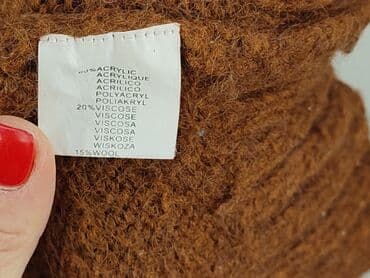 %ACRYLIC
ACRYLIQUE
ACRILICO
ACRILICO
POLYACRYL
POLIAKRYL
20%VISCOSE
VISCOSE
VISCOSA
VISCOSA
VISKOSE
WISKOZA
15%WOOL